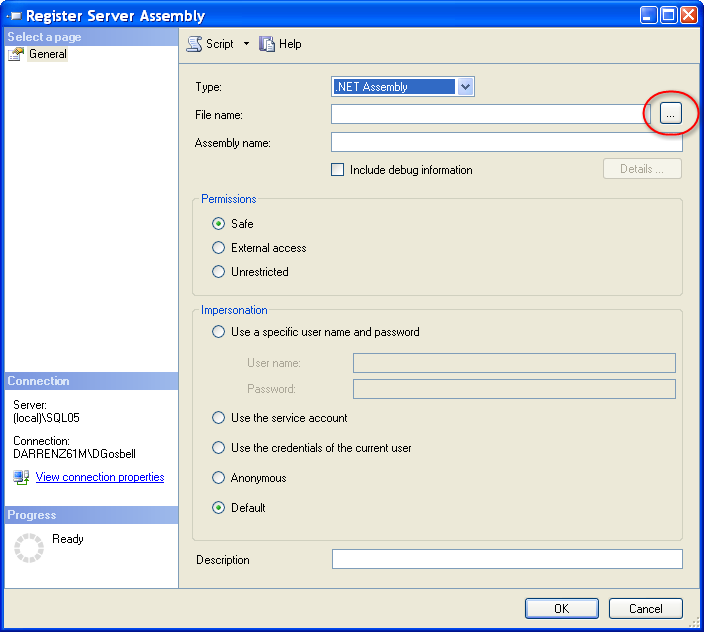 Register Server Assembly
Select a page
General
Script
Help
Type:
.NET Assembly
File name:
...
Assembly name:
Include debug information
Details ...
Permissions
Safe
External access
Unrestricted
Impersonation
Use a specific user name and password
User name:
Password:
Use the service account
Use the credentials of the current user
Anonymous
Default
Description
Connection
Server:
(local)\SQL05
Connection:
DARRENZ61M\DGosbell
View connection properties
Progress
Ready
OK
Cancel